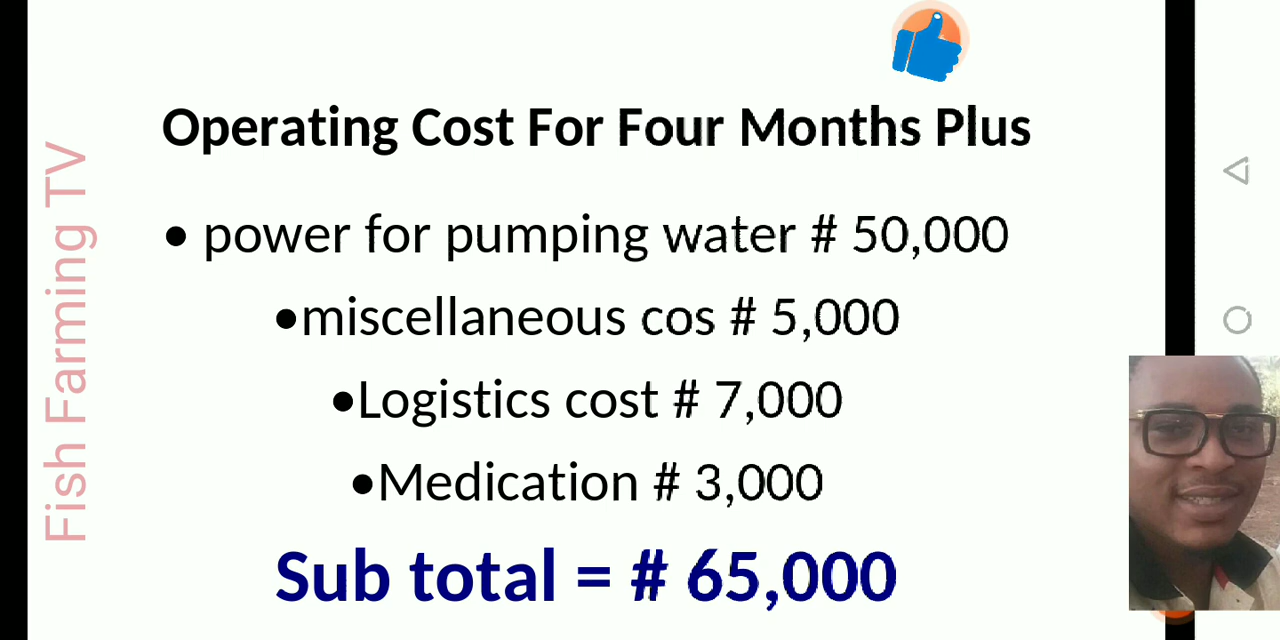 Operating Cost For Four Months Plus
• power for pumping water # 50,000
•miscellaneous cos # 5,000
•Logistics cost # 7,000
•Medication # 3,000
Sub total = # 65,000
Fish Farming TV